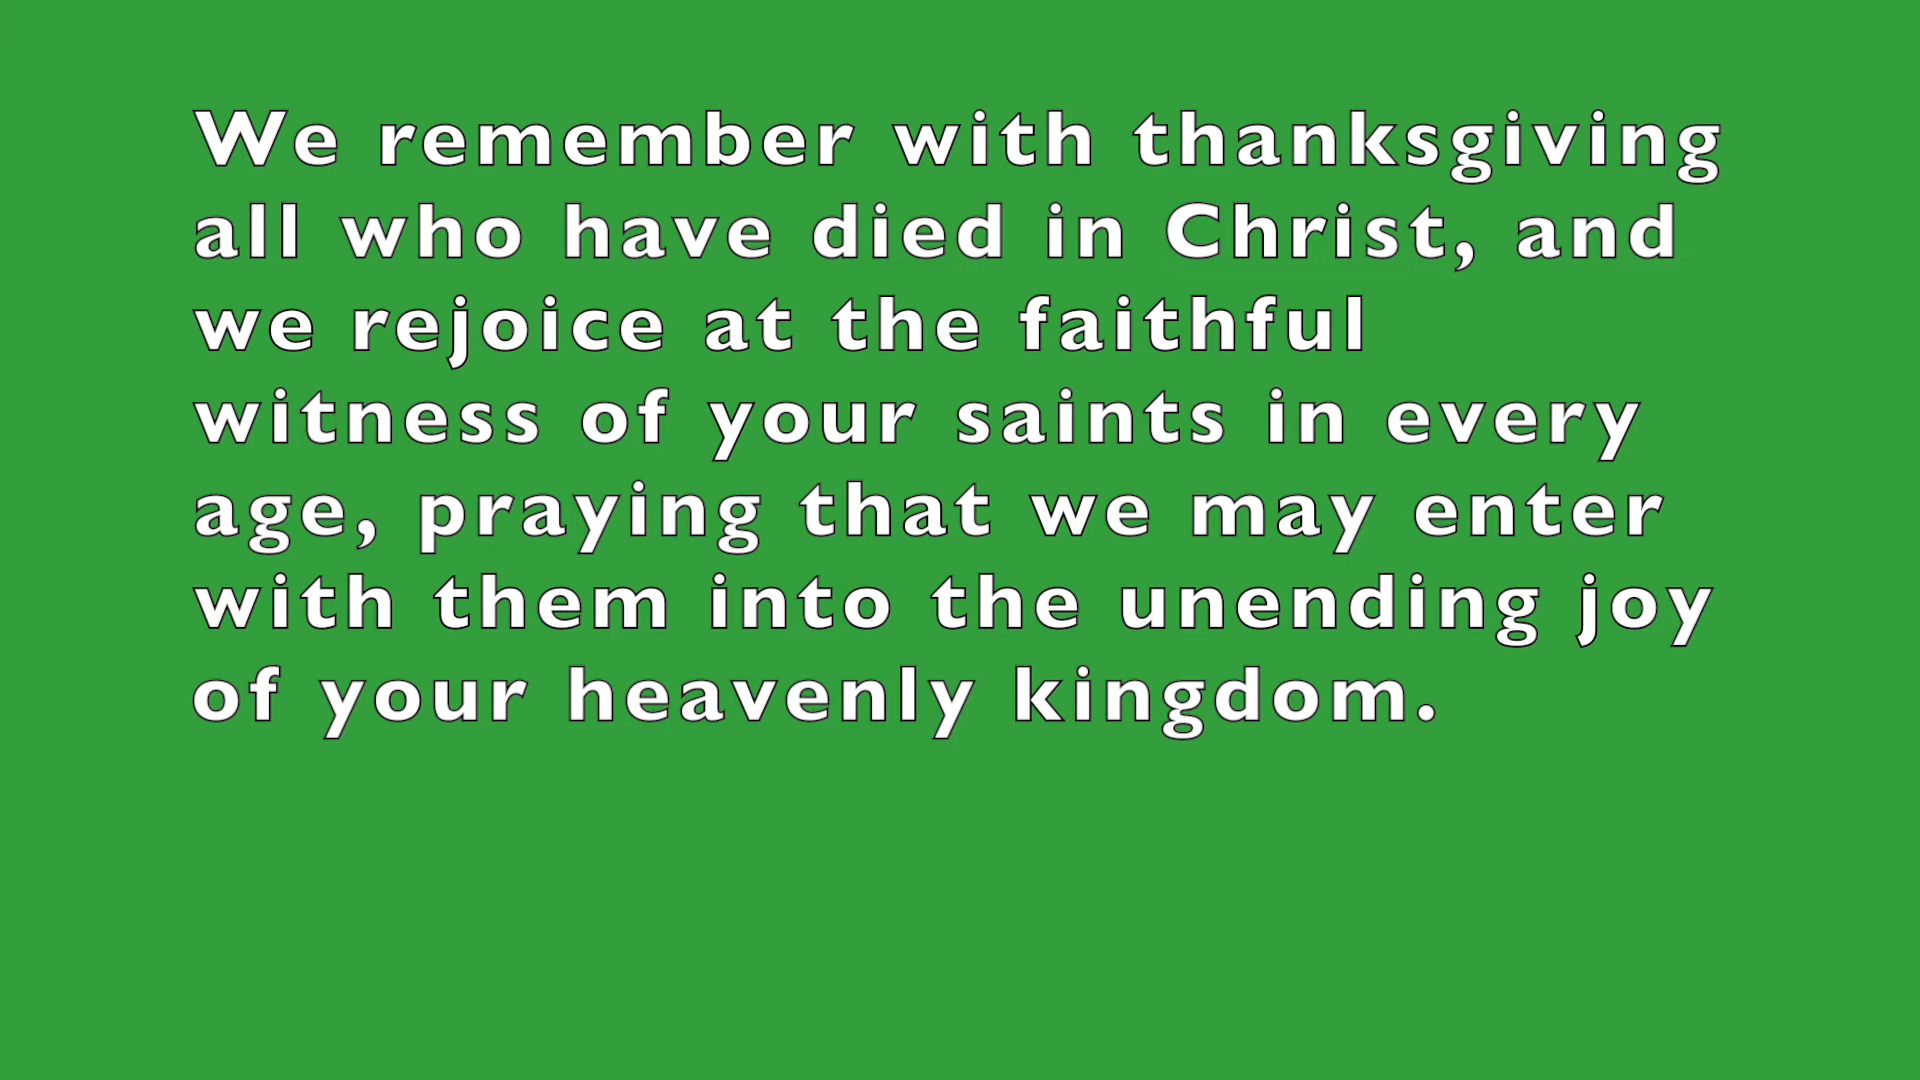 We remember with thanksgiving
all who have died in Christ, and
we rejoice at the faithful
witness of your saints in every
age, praying that we may enter
with them into the unending joy
of your heavenly kingdom.